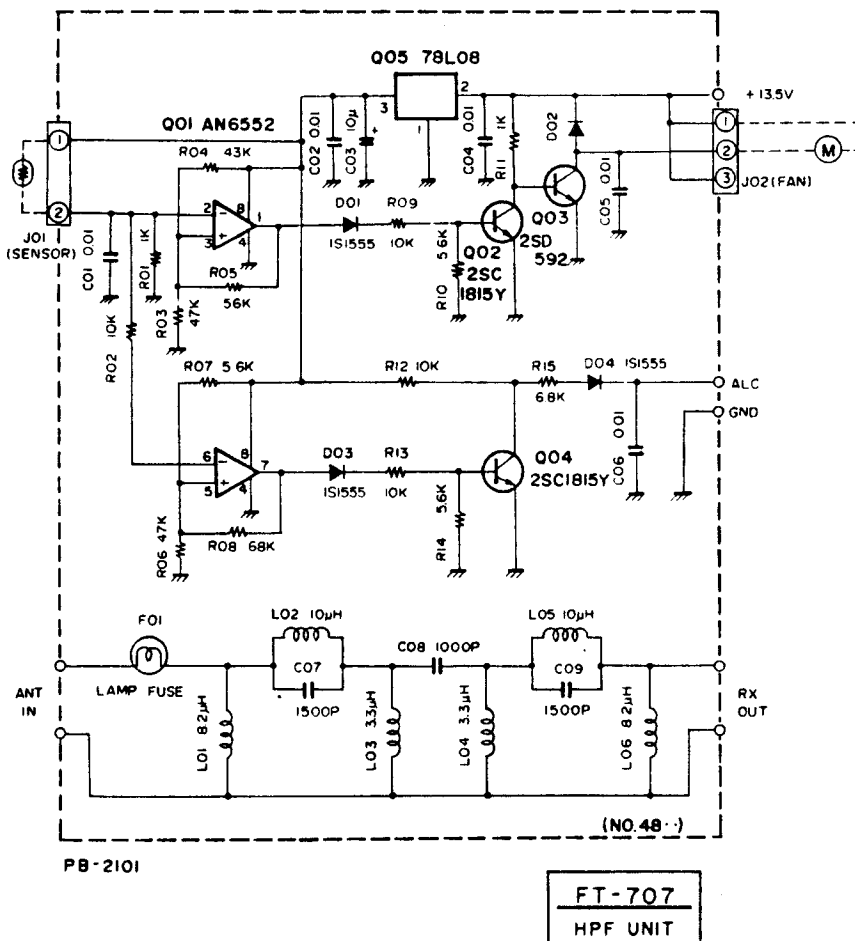 Q05 78L08
3
2
1
+13.5V
Q01 AN6552
C02 0.01
C03 10μ
+
C04 0.01
R11 1K
D02
1
2
3
M
J02 (FAN)
1
2
J01
(SENSOR)
R04 43K
2
3
8
4
1
D01
1S1555
R09
10K
Q03
2SD
592
C05 0.01
Q02
2SC
1815Y
5.6K
R10
C01 0.01
R01 1K
R03
47K
R05
56K
R02 10K
R07 5.6K
R12 10K
R15
68K
D04 1S1555
ALC
GND
C06 0.01
6
5
8
4
7
D03
1S1555
R13
10K
Q04
2SC1815Y
5.6K
R14
R06 47K
R08 68K
F01
LAMP FUSE
L02 10μH
C07
1500P
C08 1000P
L05 10μH
C09
1500P
ANT
IN
RX
OUT
L01 8.2μH
L03 3.3μH
L04 3.3μH
L06 8.2μH
(NO.48··)
PB-2101
FT-707
HPF UNIT